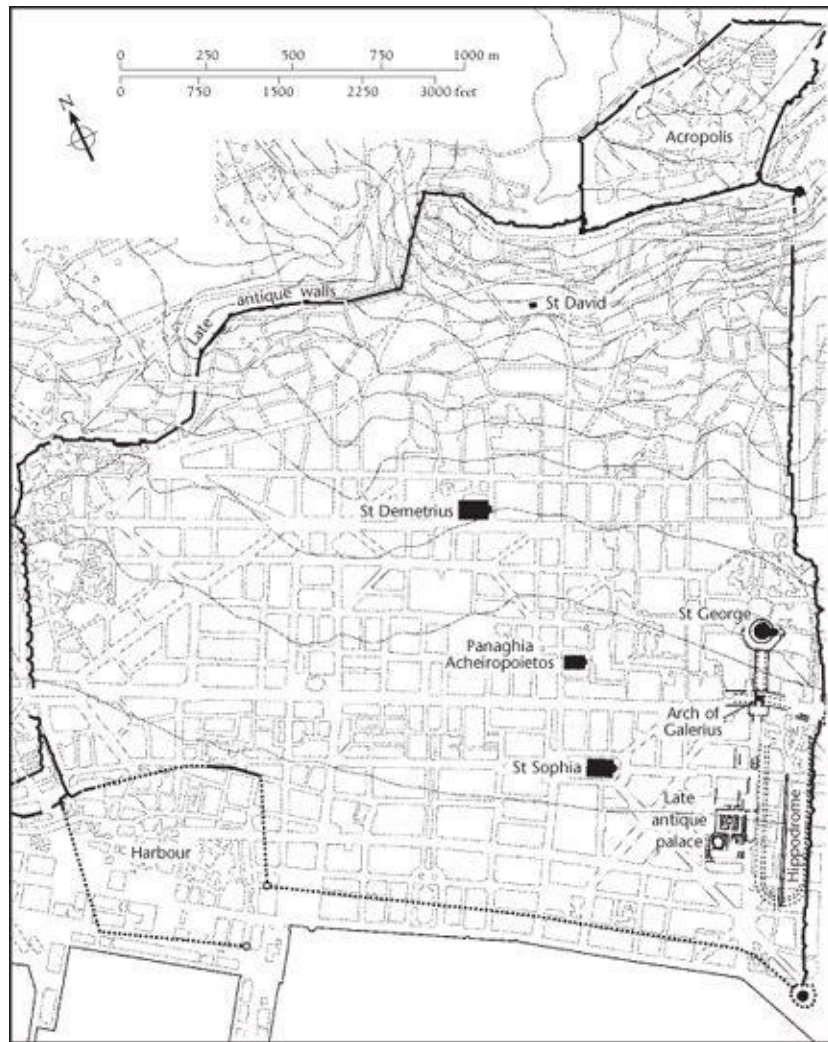 0 250 500 750 1000 m
0 750 1500 2250 3000 feet
N
Acropolis
Late antique walls
St David
St Demetrius
St George
Panaghia
Acheiropoietos
Arch of
Galerius
St Sophia
Late
antique
palace
Hippodrome
Harbour